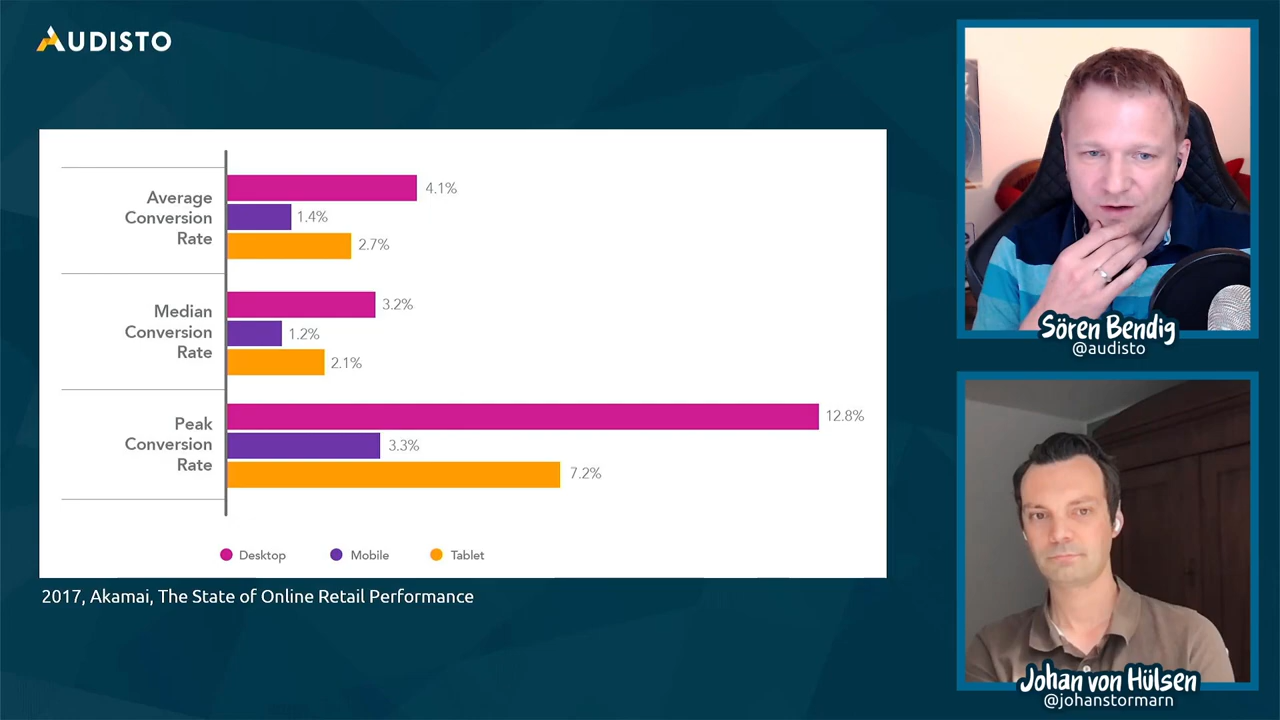 AUDISTO
Average
Conversion
Rate
4.1%
1.4%
2.7%
Median
Conversion
Rate
3.2%
1.2%
2.1%
Peak
Conversion
Rate
12.8%
3.3%
7.2%
Desktop
Mobile
Tablet
2017, Akamai, The State of Online Retail Performance
Sören Bendig
@audisto
Johan von Hülsen
@johanstormarn